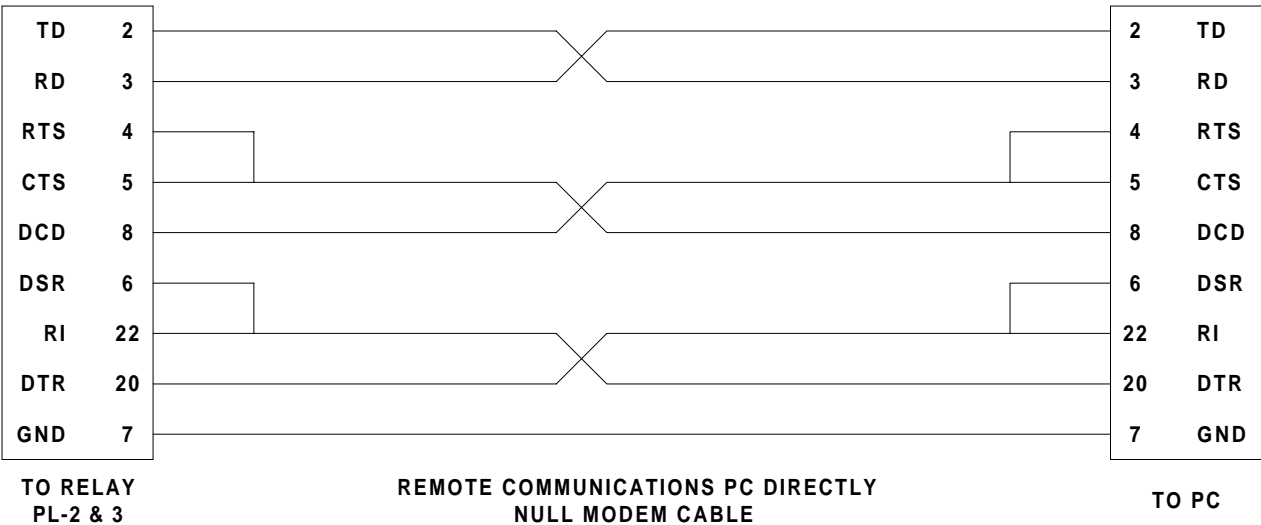 TD 2 2 TD
RD 3 3 RD
RTS 4 4 RTS
CTS 5 5 CTS
DCD 8 8 DCD
DSR 6 6 DSR
RI 22 22 RI
DTR 20 20 DTR
GND 7 7 GND
TO RELAY
PL-2 & 3
REMOTE COMMUNICATIONS PC DIRECTLY
NULL MODEM CABLE
TO PC